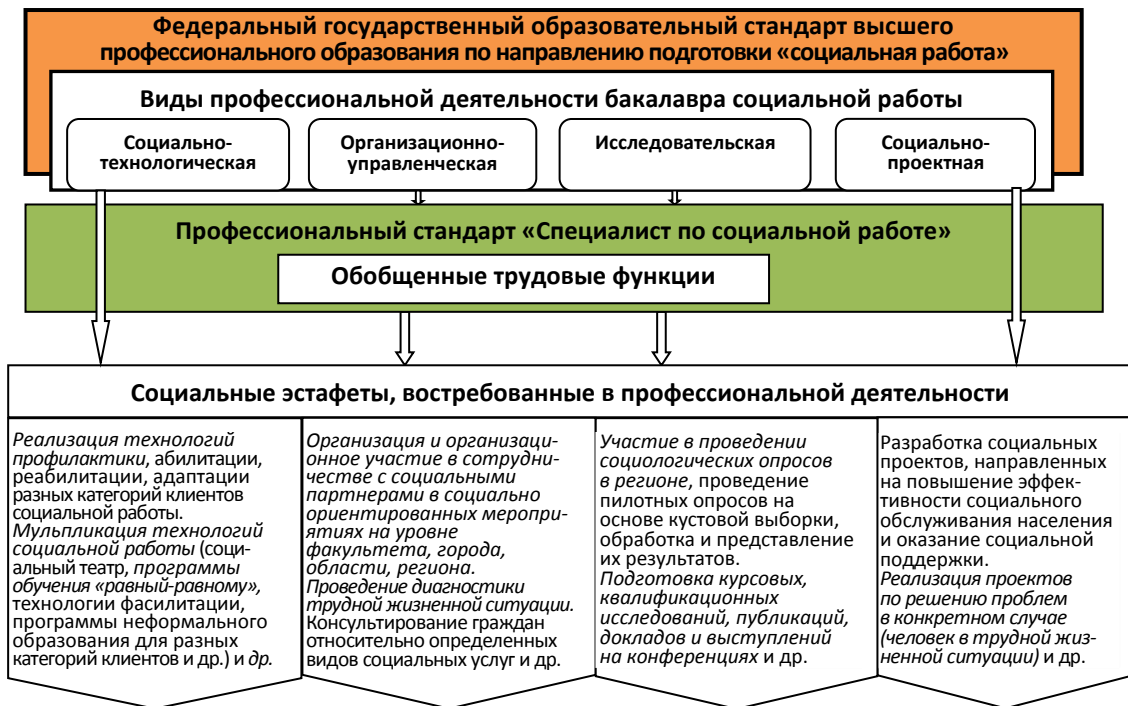 Федеральный государственный образовательный стандарт высшего
профессионального образования по направлению подготовки «социальная работа»
Виды профессиональной деятельности бакалавра социальной работы
Социально-
технологическая
Организационно-
управленческая
Исследовательская
Социально-
проектная
Профессиональный стандарт «Специалист по социальной работе»
Обобщенные трудовые функции
Социальные эстафеты, востребованные в профессиональной деятельности
Реализация технологий
профилактики, абилитации,
реабилитации, адаптации
разных категорий клиентов
социальной работы.
Мульпликация технологий
социальной работы (соци-
альный театр, программы
обучения «равный-равному»,
технологии фасилитации,
программы неформального
образования для разных
категорий клиентов и др.) и др.
Организация и организаци-
онное участие в сотрудни-
честве с социальными
партнерами в социально
ориентированных меропри-
ятиях на уровне
факультета, города,
области, региона.
Проведение диагностики
трудной жизненной ситуации.
Консультирование граждан
относительно определенных
видов социальных услуг и др.
Участие в проведении
социологических опросов
в регионе, проведение
пилотных опросов на
основе кустовой выборки,
обработка и представление
их результатов.
Подготовка курсовых,
квалификационных
исследований, публикаций,
докладов и выступлений
на конференциях и др.
Разработка социальных
проектов, направленных
на повышение эффек-
тивности социального
обслуживания населения
и оказание социальной
поддержки.
Реализация проектов
по решению проблем
в конкретном случае
(человек в трудной жиз-
ненной ситуации) и др.